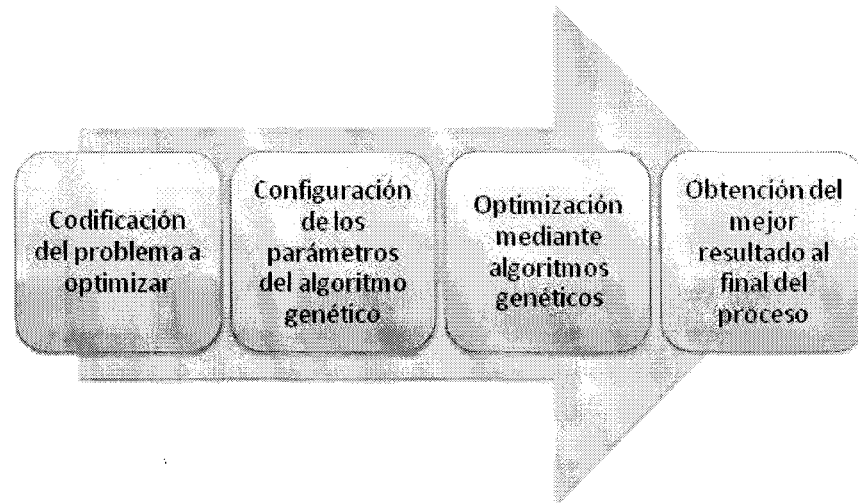 Codificación
del problema a
optimizar
Configuración
de los
parámetros
del algoritmo
genético
Optimización
mediante
algoritmos
genéticos
Obtención del
mejor
resultado al
final del
proceso